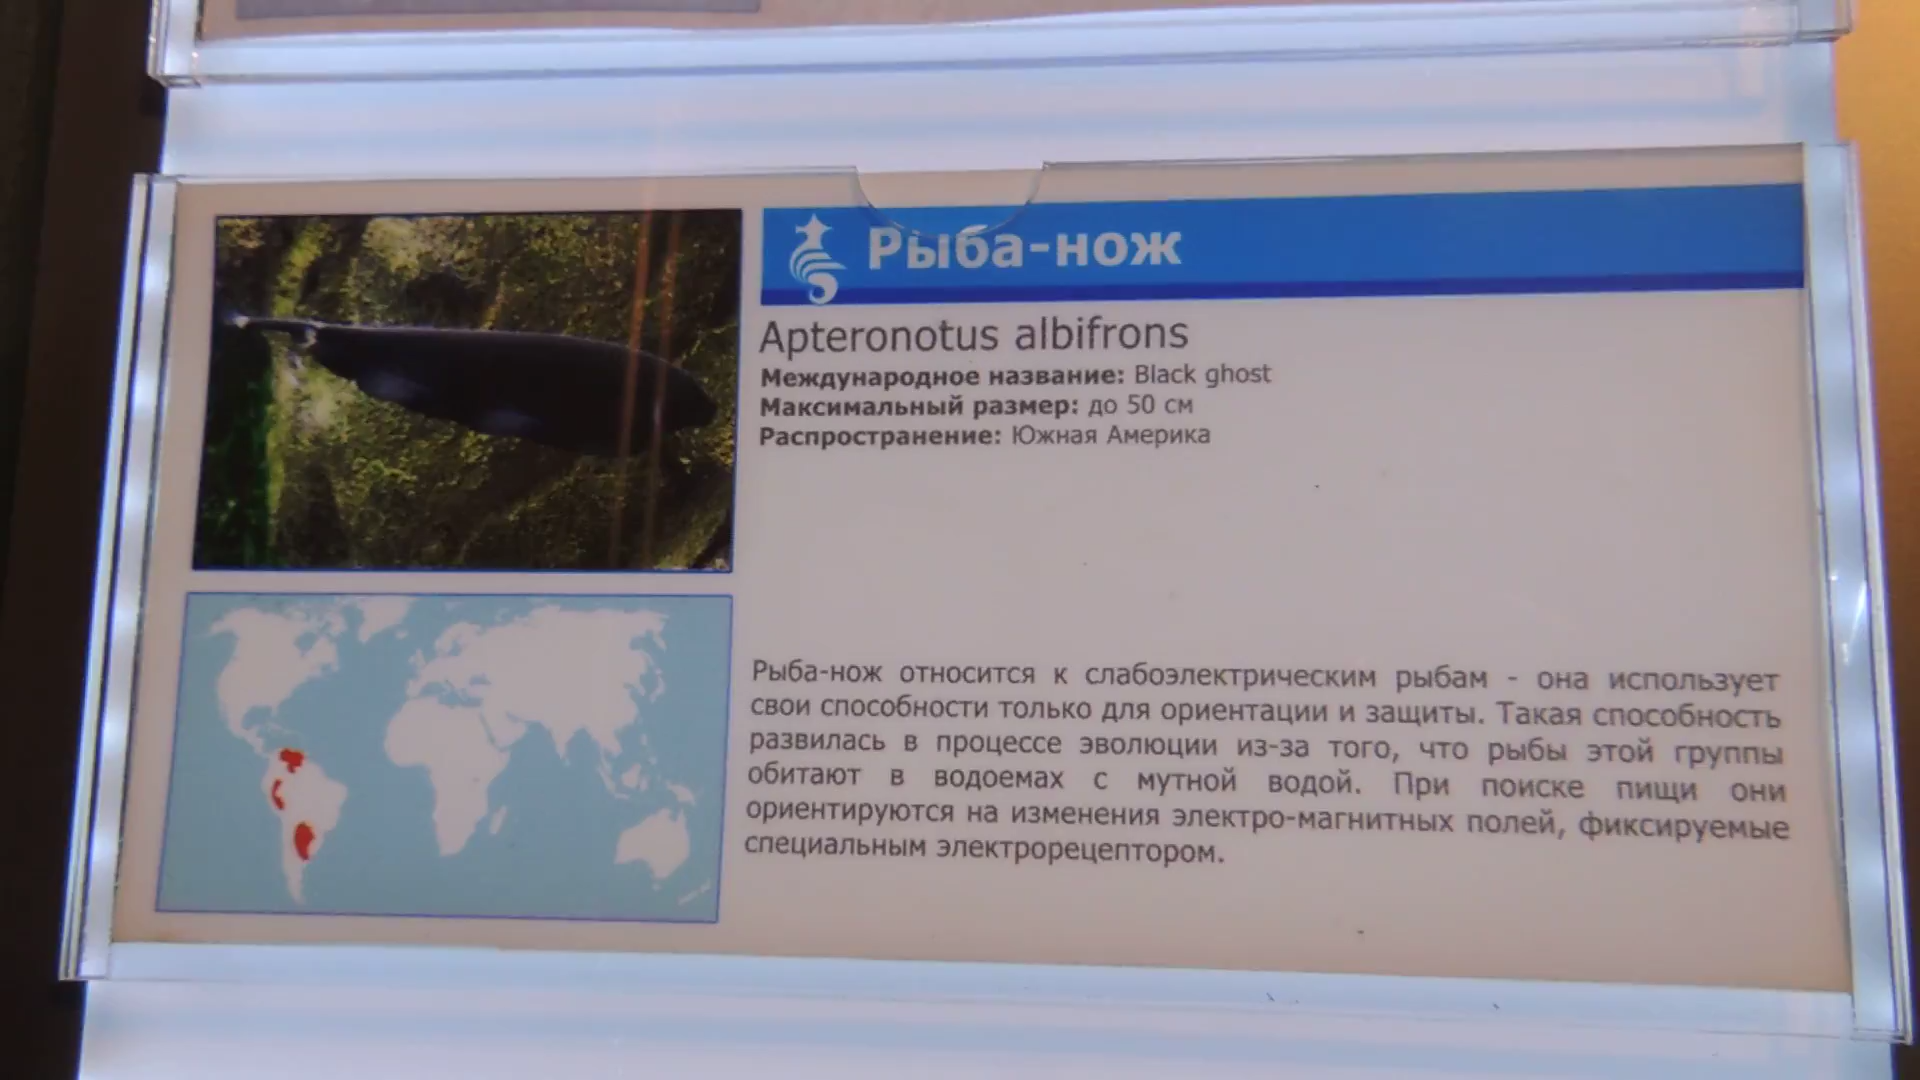 Рыба-нож
Apteronotus albifrons
Международное название: Black ghost
Максимальный размер: до 50 см
Распространение: Южная Америка
Рыба-нож относится к слабоэлектрическим рыбам - она использует
свои способности только для ориентации и защиты. Такая способность
развилась в процессе эволюции из-за того, что рыбы этой группы
обитают в водоемах с мутной водой. При поиске пищи они
ориентируются на изменения электро-магнитных полей, фиксируемые
специальным электрорецептором.